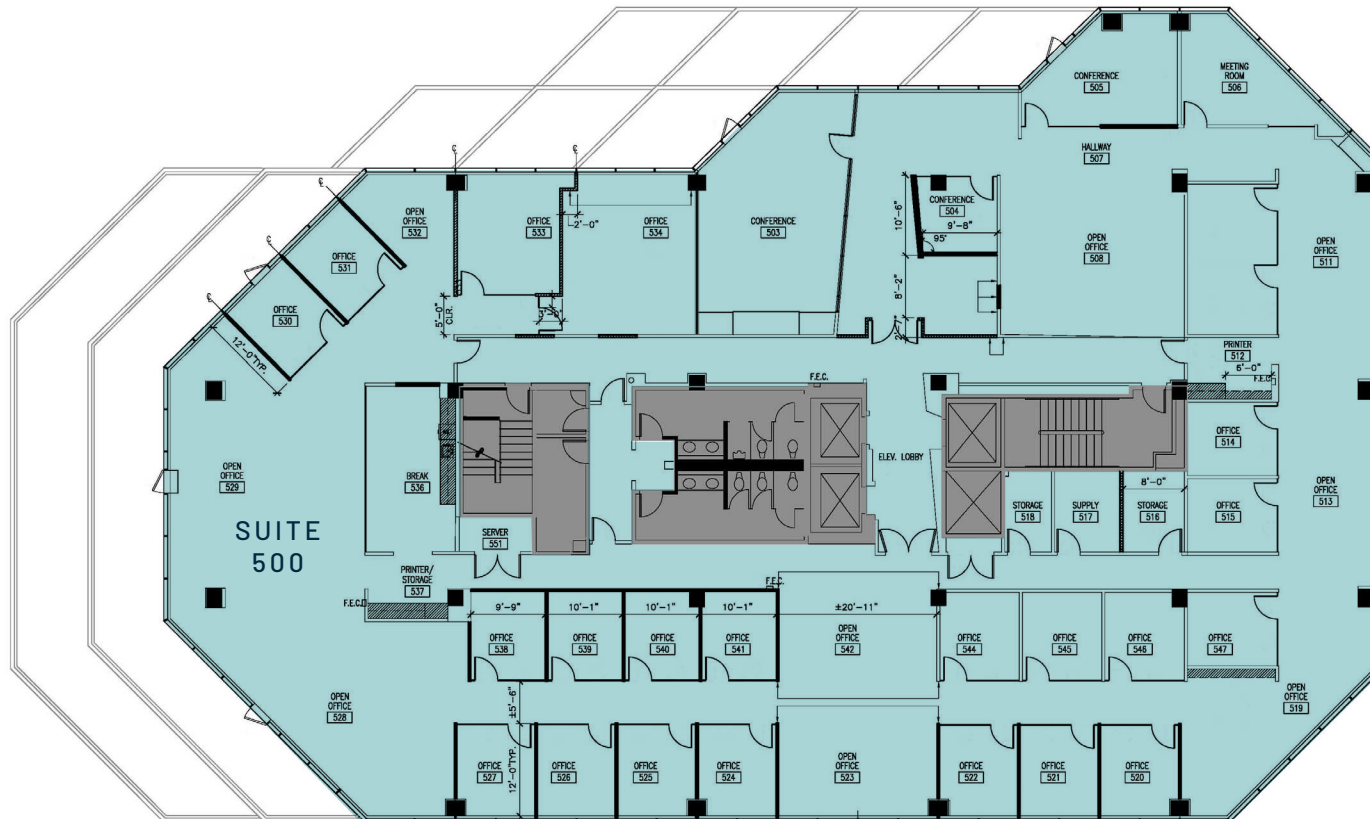 CONFERENCE
505
MEETING
ROOM
506
HALLWAY
507
OPEN
OFFICE
532
OFFICE
533
2'-0"
OFFICE
534
CONFERENCE
503
10'-6"
CONFERENCE
504
9'-8"
95°
OPEN
OFFICE
508
OPEN
OFFICE
511
OFFICE
531
OFFICE
530
12'-0"TYP.
5'-0"
CLR.
8'-2"
PRINTER
512
6'-0"
F.E.C.
F.E.C.
OFFICE
514
OPEN
OFFICE
529
BREAK
536
ELEV. LOBBY
8'-0"
STORAGE
518
SUPPLY
517
STORAGE
516
OFFICE
515
OPEN
OFFICE
513
SUITE
500
SERVER
551
PRINTER/
STORAGE
537
F.E.C.
F.E.C.
9'-9"
10'-1"
10'-1"
10'-1"
±20'-11"
OFFICE
538
OFFICE
539
OFFICE
540
OFFICE
541
OPEN
OFFICE
542
OFFICE
544
OFFICE
545
OFFICE
546
OFFICE
547
OPEN
OFFICE
528
±5'-6"
OPEN
OFFICE
519
12'-0"TYP.
OFFICE
527
OFFICE
526
OFFICE
525
OFFICE
524
OPEN
OFFICE
523
OFFICE
522
OFFICE
521
OFFICE
520